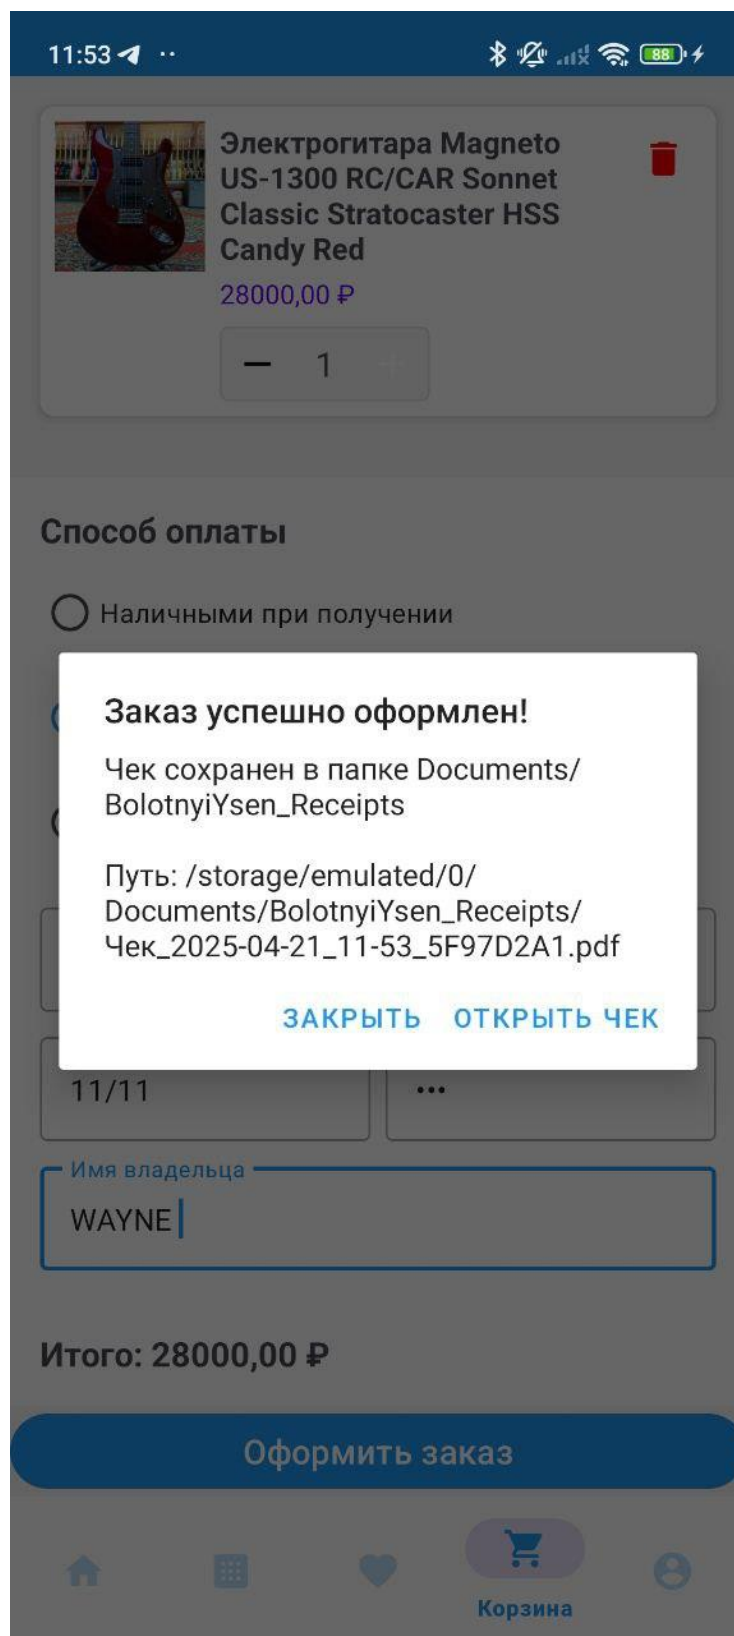 11:53
88
Электрогитара Magneto
US-1300 RC/CAR Sonnet
Classic Stratocaster HSS
Candy Red
28000,00 ₽
1
Способ оплаты
Наличными при получении
Заказ успешно оформлен!
Чек сохранен в папке Documents/
BolotnyiYsen_Receipts
Путь: /storage/emulated/0/
Documents/BolotnyiYsen_Receipts/
Чек_2025-04-21_11-53_5F97D2A1.pdf
ЗАКРЫТЬ ОТКРЫТЬ ЧЕК
11/11 •••
Имя владельца
WAYNE
Итого: 28000,00 ₽
Оформить заказ
Корзина